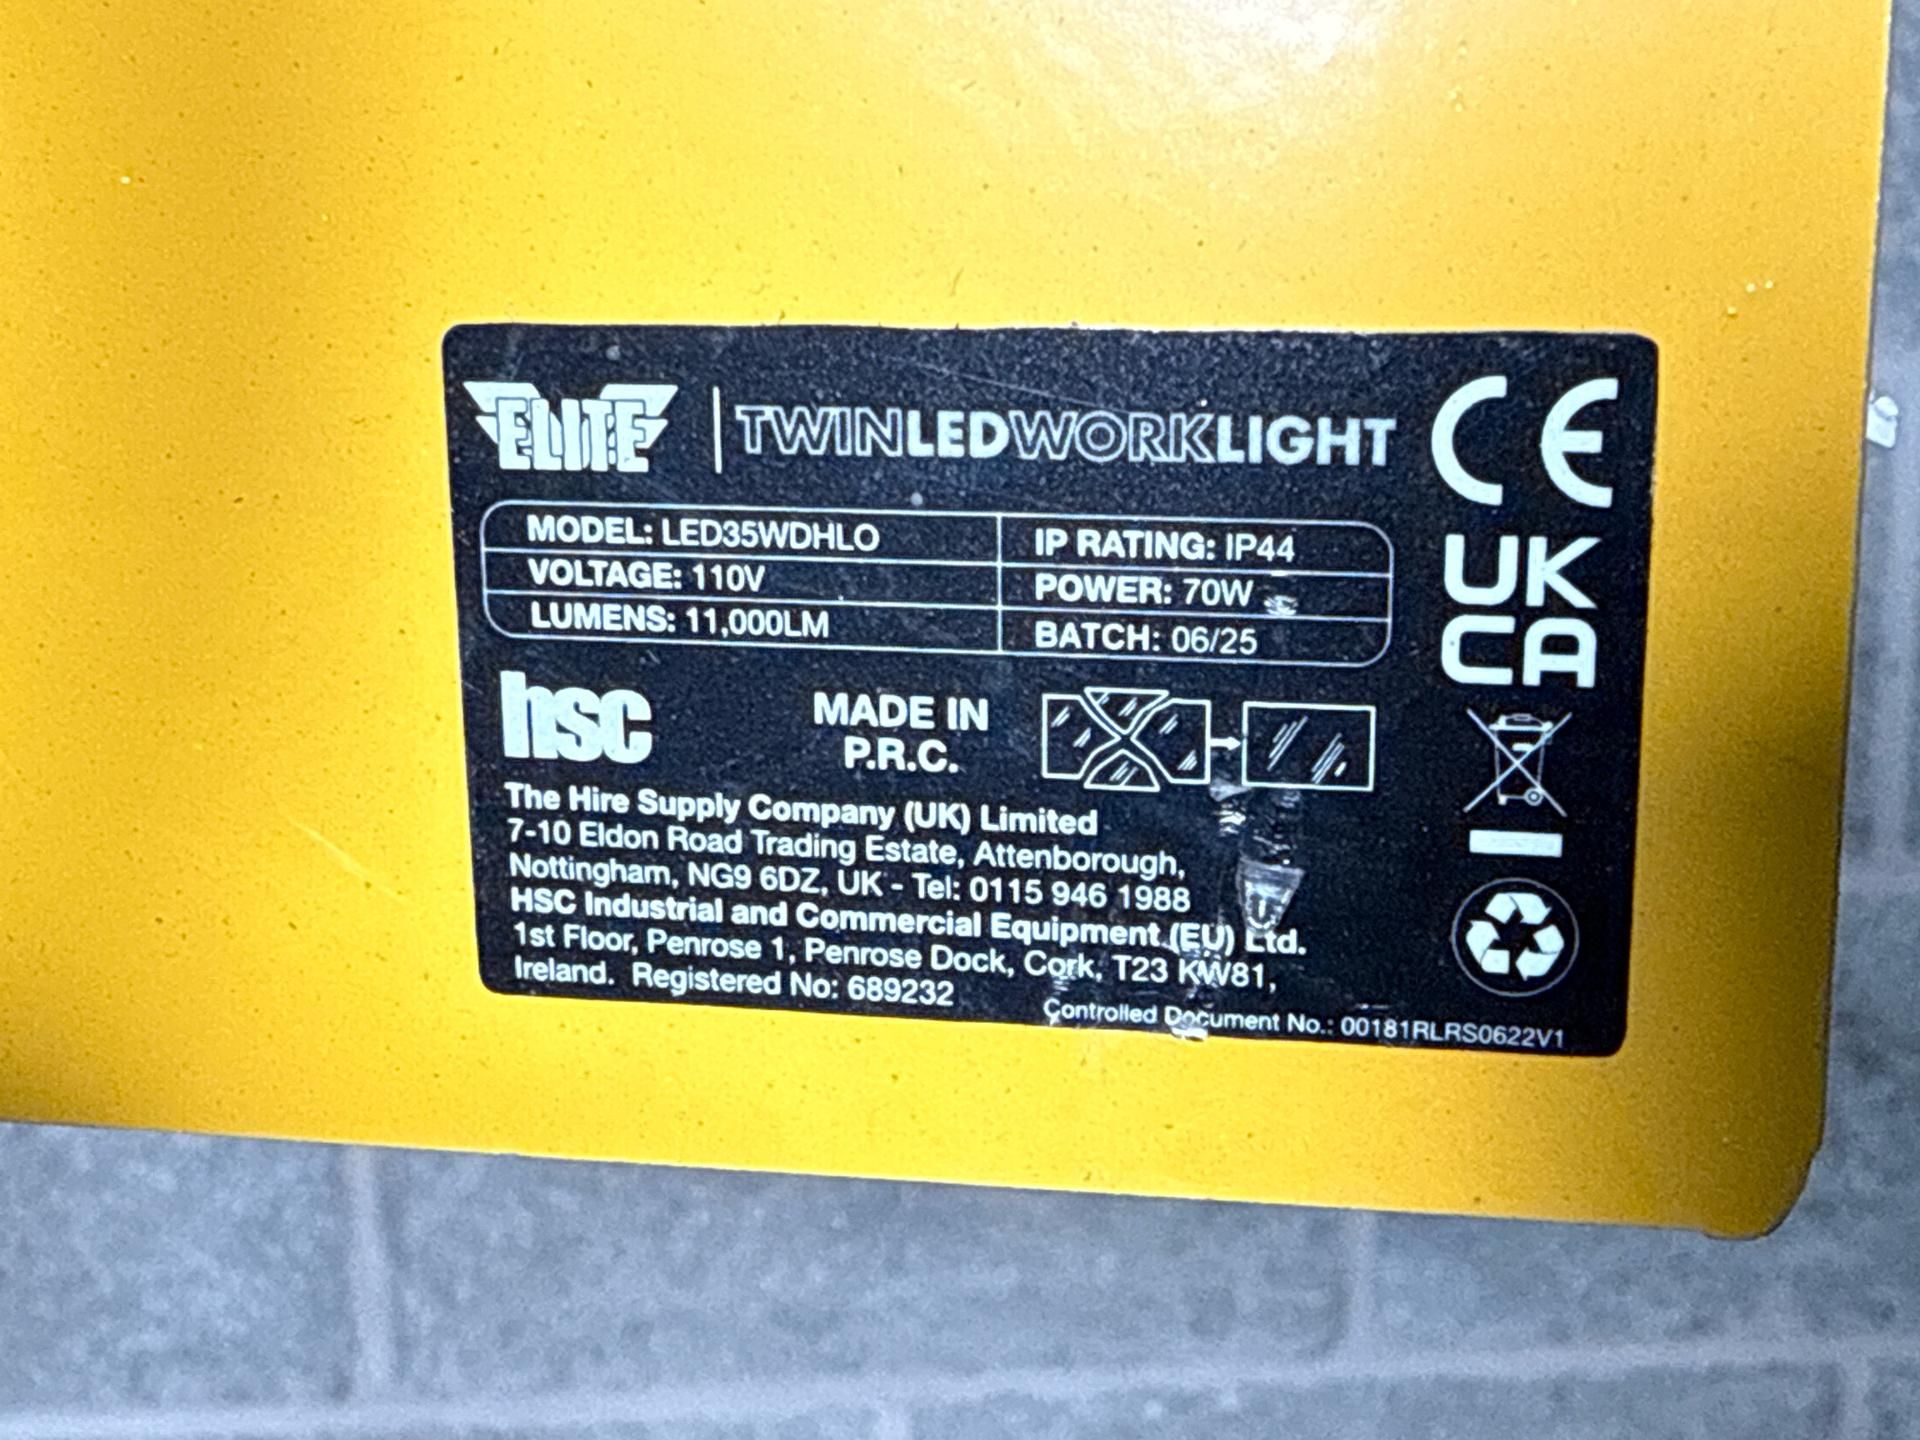 ELITE | TWINLEDWORKLIGHT
CE
MODEL: LED35WDHLO
IP RATING: IP44
VOLTAGE: 110V
POWER: 70W
LUMENS: 11,000LM
BATCH: 06/25
UK
CA
hsc
MADE IN
P.R.C.
The Hire Supply Company (UK) Limited
7-10 Eldon Road Trading Estate, Attenborough,
Nottingham, NG9 6DZ, UK - Tel: 0115 946 1988
HSC Industrial and Commercial Equipment (EU) Ltd.
1st Floor, Penrose 1, Penrose Dock, Cork, T23 KW81,
Ireland. Registered No: 689232
Controlled Document No.: 00181RLRS0622V1